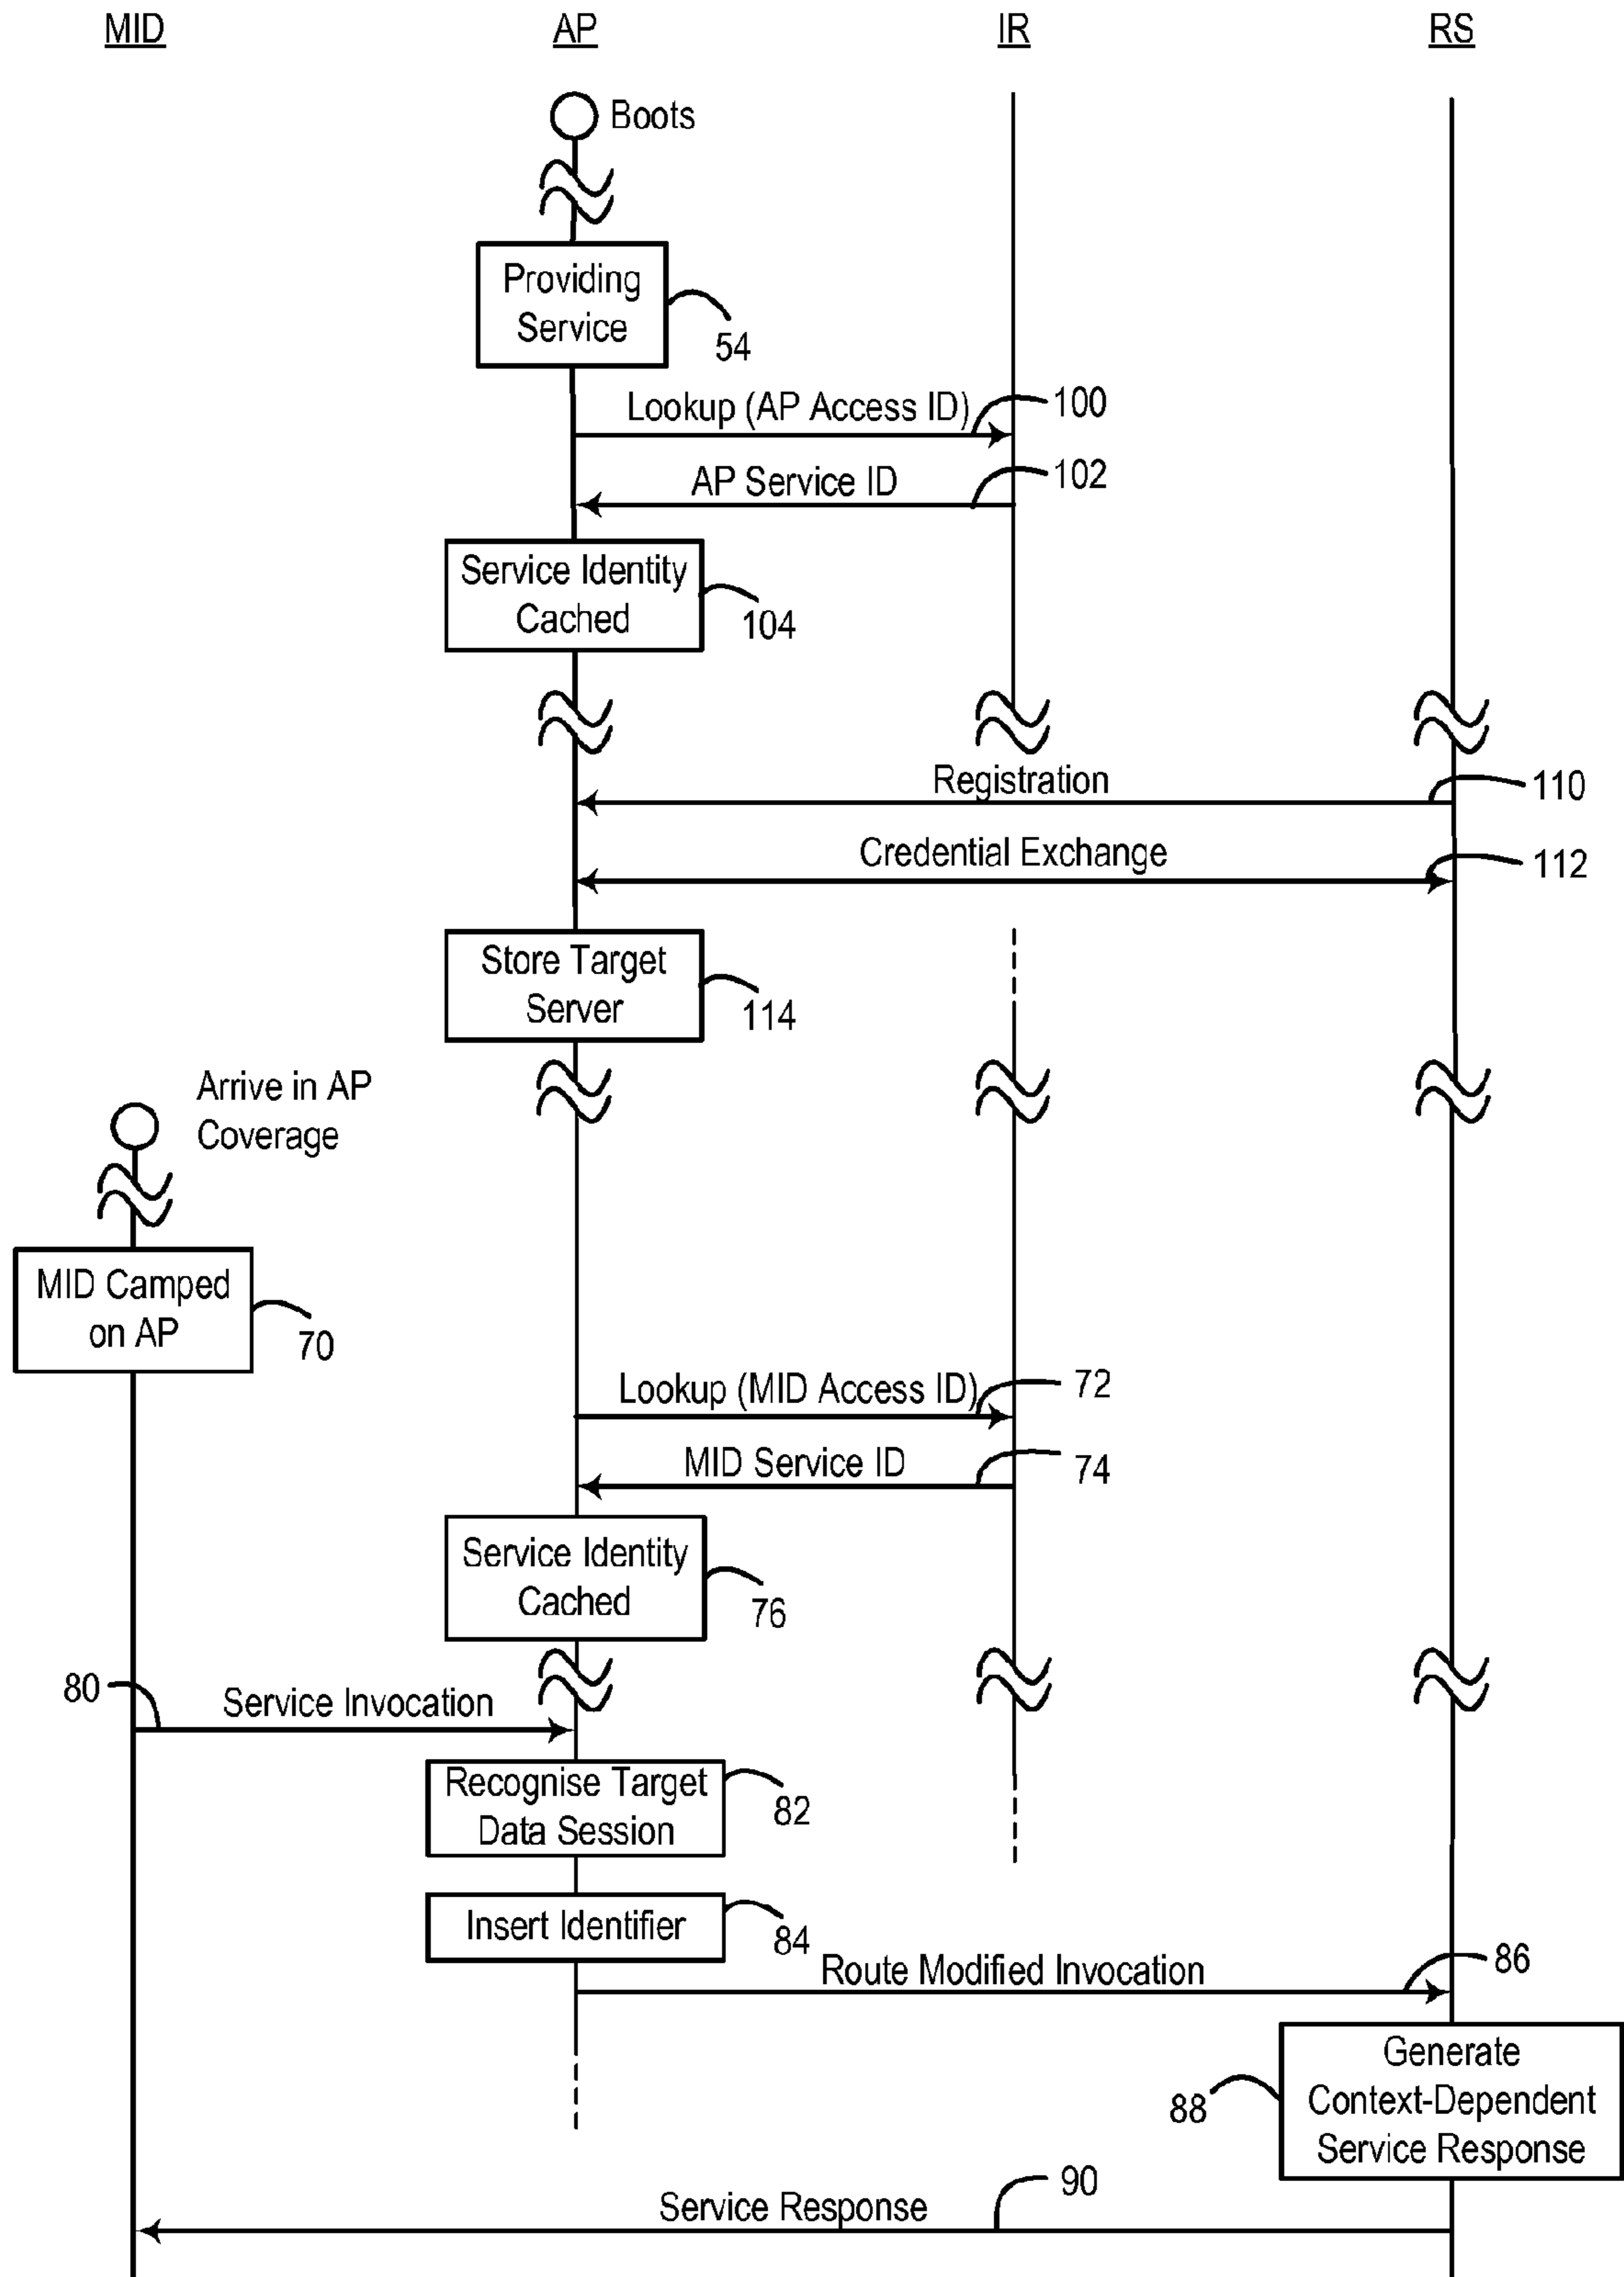 MID
AP
IR
RS
Boots
Providing
Service
54
Lookup (AP Access ID)
100
AP Service ID
102
Service Identity
Cached
104
Registration
110
Credential Exchange
112
Store Target
Server
114
Arrive in AP
Coverage
MID Camped
on AP
70
Lookup (MID Access ID)
72
MID Service ID
74
Service Identity
Cached
76
80
Service Invocation
Recognise Target
Data Session
82
Insert Identifier
84
Route Modified Invocation
86
Generate
Context-Dependent
Service Response
88
Service Response
90